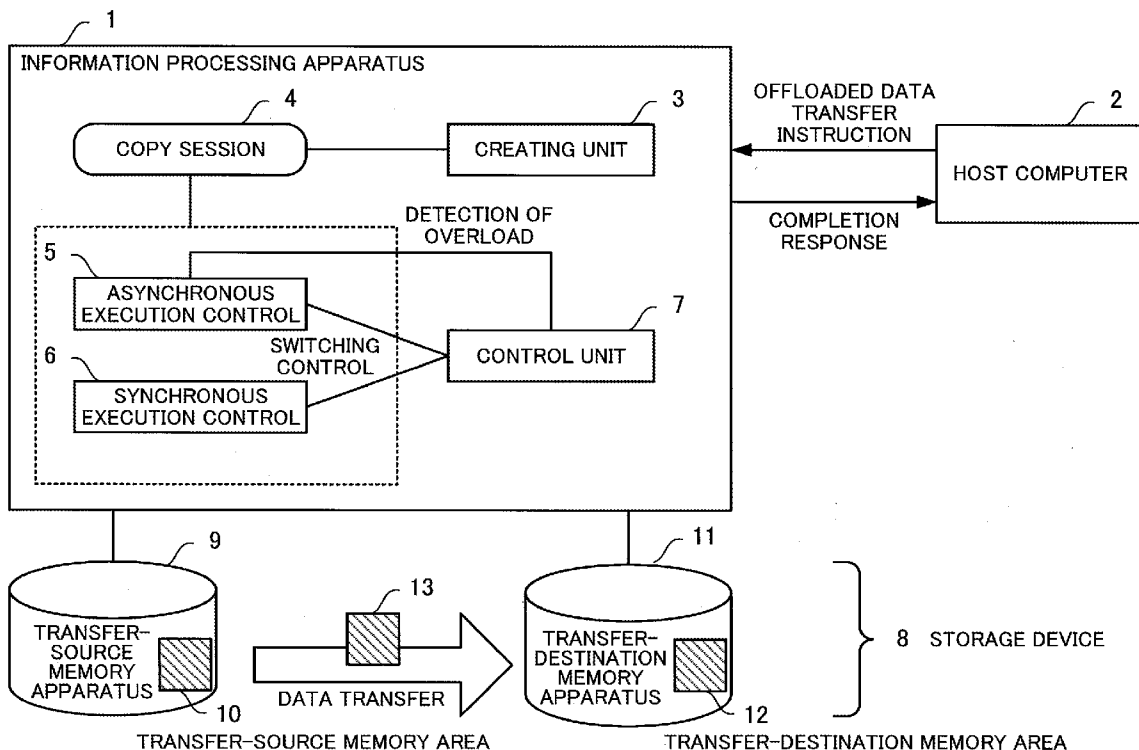 1
INFORMATION PROCESSING APPARATUS
4
COPY SESSION
3
CREATING UNIT
OFFLOADED DATA
TRANSFER
INSTRUCTION
2
HOST COMPUTER
COMPLETION
RESPONSE
DETECTION OF
OVERLOAD
5
ASYNCHRONOUS
EXECUTION CONTROL
7
CONTROL UNIT
SWITCHING
CONTROL
6
SYNCHRONOUS
EXECUTION CONTROL
9
TRANSFER-
SOURCE
MEMORY
APPARATUS
10
13
DATA TRANSFER
11
TRANSFER-
DESTINATION
MEMORY
APPARATUS
12
8 STORAGE DEVICE
TRANSFER-SOURCE MEMORY AREA
TRANSFER-DESTINATION MEMORY AREA